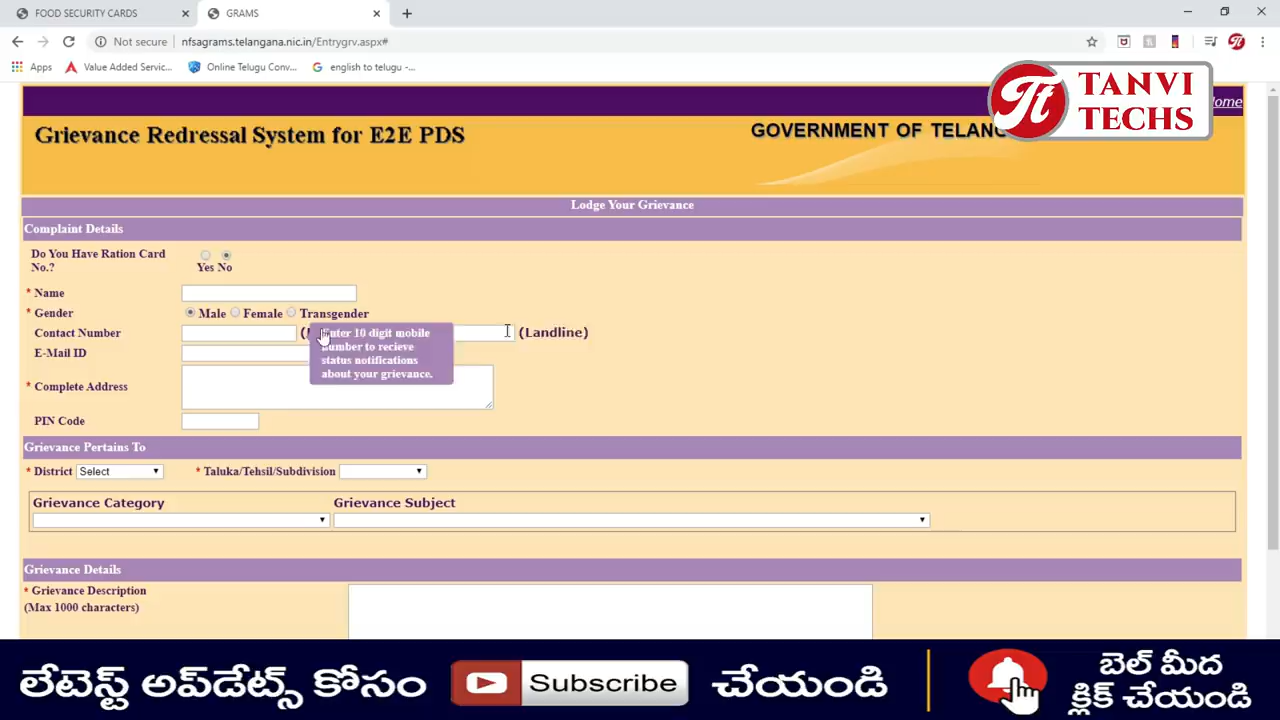 FOOD SECURITY CARDS
GRAMS
Not secure
nfsagrams.telangana.nic.in/Entrygrv.aspx#
Apps
Value Added Servic...
Online Telugu Conv...
english to telugu -...
TANVI
TECHS
ome
Grievance Redressal System for E2E PDS
GOVERNMENT OF TELANG
Lodge Your Grievance
Complaint Details
Do You Have Ration Card
No.?
Yes No
* Name
* Gender
Male Female Transgender
Contact Number
(Landline)
Enter 10 digit mobile
number to recieve
status notifications
about your grievance.
E-Mail ID
* Complete Address
PIN Code
Grievance Pertains To
* District Select * Taluka/Tehsil/Subdivision
Grievance Category Grievance Subject
Grievance Details
* Grievance Description
(Max 1000 characters)
లేటెస్ట్ అప్‌డేట్స్ కోసం Subscribe చేయండి
బెల్ మీద
క్లిక్ చేయండి